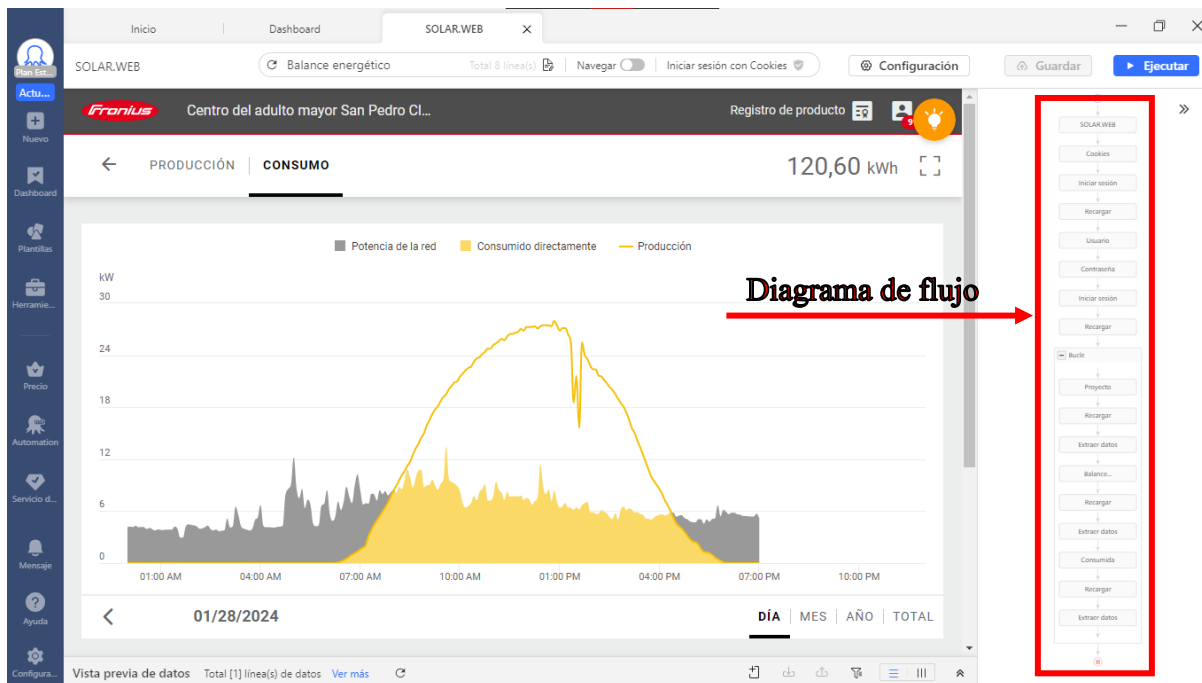 Inicio
Dashboard
SOLAR.WEB
Plan Est...
Actu...
Nuevo
Dashboard
Plantillas
Herramie...
Precio
Automation
Servicio d...
Mensaje
Ayuda
Configura...
SOLAR.WEB
Balance energético
Total 8 línea(s)
Navegar
Iniciar sesión con Cookies
Configuración
Guardar
Ejecutar
Fronius
Centro del adulto mayor San Pedro Cl...
Registro de producto
PRODUCCIÓN
CONSUMO
120,60 kWh
Potencia de la red
Consumido directamente
Producción
kW
30
24
18
12
6
0
01:00 AM
04:00 AM
07:00 AM
10:00 AM
01:00 PM
04:00 PM
07:00 PM
10:00 PM
01/28/2024
DÍA
MES
AÑO
TOTAL
Vista previa de datos
Total [1] línea(s) de datos
Ver más
Diagrama de flujo
SOLAR.WEB
Cookies
Iniciar sesión
Recargar
Usuario
Contraseña
Iniciar sesión
Recargar
Bucle
Proyecto
Recargar
Extraer datos
Balance...
Recargar
Extraer datos
Consumida
Recargar
Extraer datos